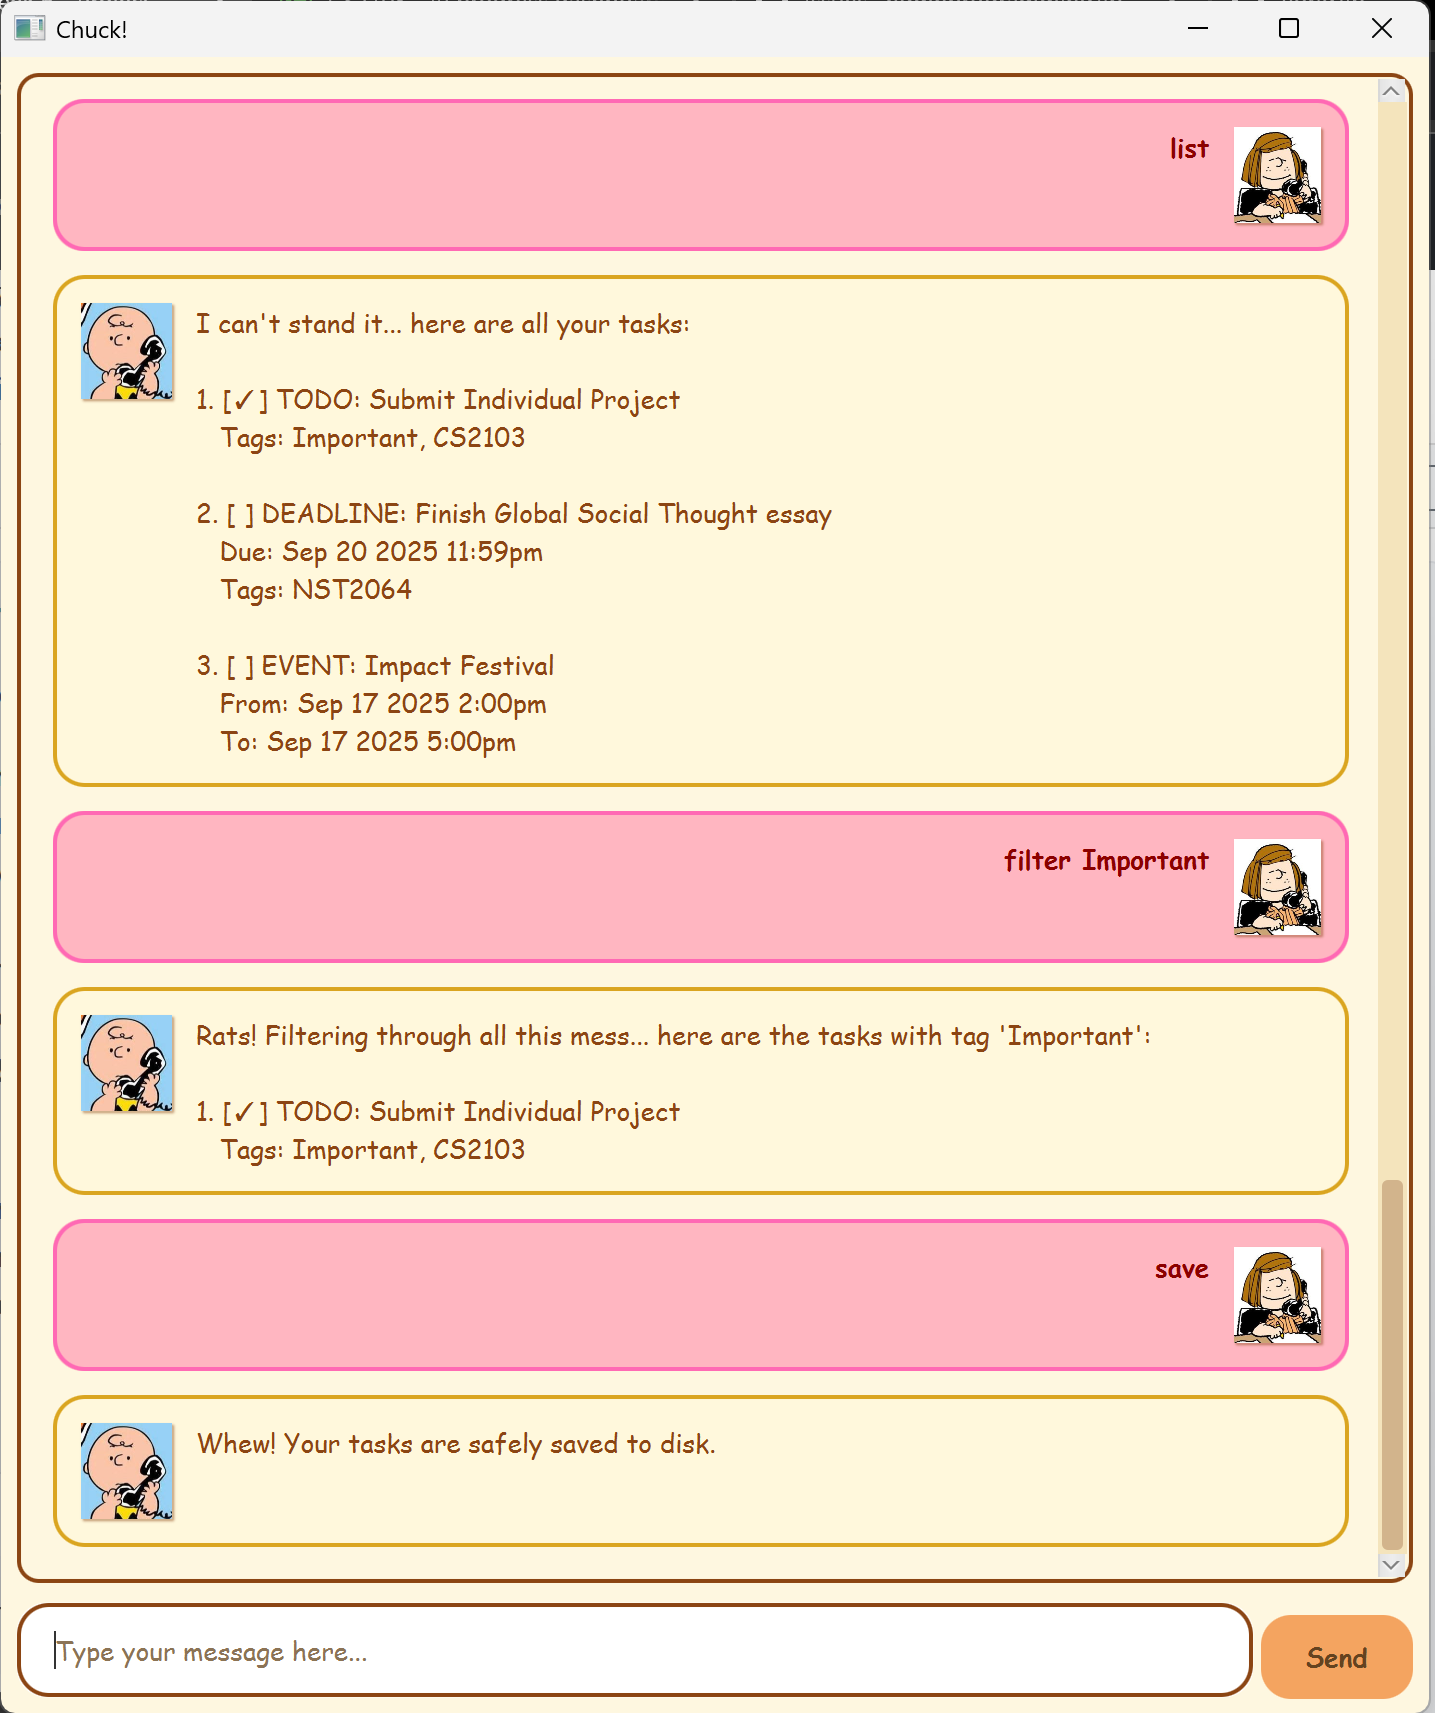 Chuck!
list
I can't stand it... here are all your tasks:
1. [✓] TODO: Submit Individual Project
Tags: Important, CS2103
2. [ ] DEADLINE: Finish Global Social Thought essay
Due: Sep 20 2025 11:59pm
Tags: NST2064
3. [ ] EVENT: Impact Festival
From: Sep 17 2025 2:00pm
To: Sep 17 2025 5:00pm
filter Important
Rats! Filtering through all this mess... here are the tasks with tag 'Important':
1. [✓] TODO: Submit Individual Project
Tags: Important, CS2103
save
Whew! Your tasks are safely saved to disk.
Type your message here...
Send